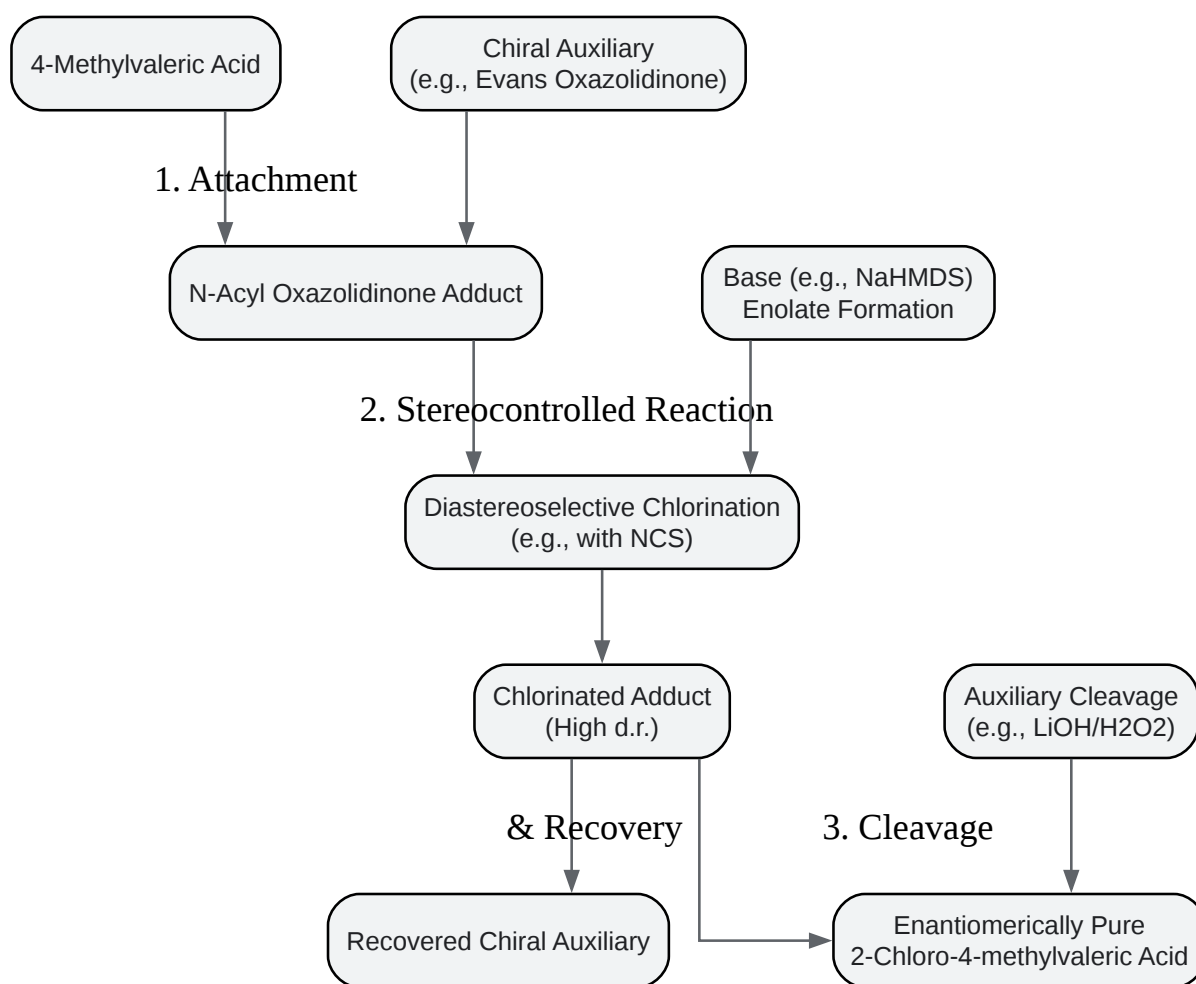 4-Methylvaleric Acid
Chiral Auxiliary
(e.g., Evans Oxazolidinone)
1. Attachment
N-Acyl Oxazolidinone Adduct
Base (e.g., NaHMDS)
Enolate Formation
2. Stereocontrolled Reaction
Diastereoselective Chlorination
(e.g., with NCS)
Chlorinated Adduct
(High d.r.)
Auxiliary Cleavage
(e.g., LiOH/H2O2)
& Recovery
3. Cleavage
Recovered Chiral Auxiliary
Enantiomerically Pure
2-Chloro-4-methylvaleric Acid